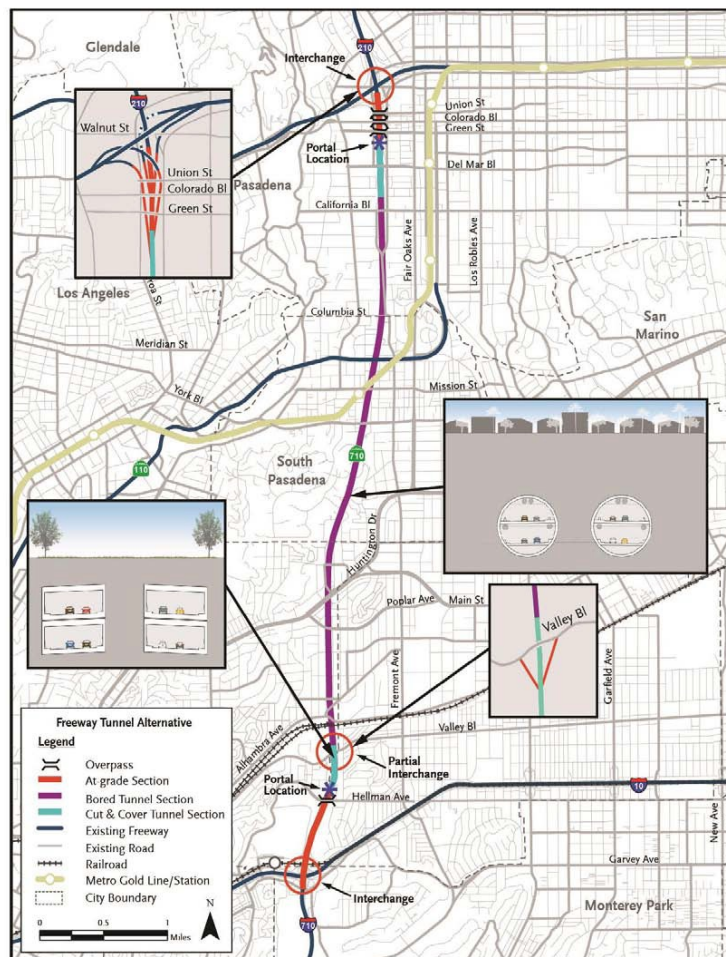 Glendale
210
Interchange
210
Walnut St
Union St
Colorado Bl
Green St
Union St
Colorado Bl
Green St
Portal
Location
Pasadena
Del Mar Bl
California Bl
Fair Oaks Ave
Los Robles Ave
Los Angeles
Columbia St
San
Marino
Meridian St
York Bl
Mission St
110
South
Pasadena
710
Huntington Dr
Poplar Ave
Main St
Valley Bl
Fremont Ave
Garfield Ave
Alhambra Ave
Valley Bl
Partial
Interchange
Portal
Location
Hellman Ave
10
New Ave
Garvey Ave
Interchange
Monterey Park
710
Freeway Tunnel Alternative
Legend
Overpass
At-grade Section
Bored Tunnel Section
Cut & Cover Tunnel Section
Existing Freeway
Existing Road
Railroad
Metro Gold Line/Station
City Boundary
0 0.5 1
Miles
N